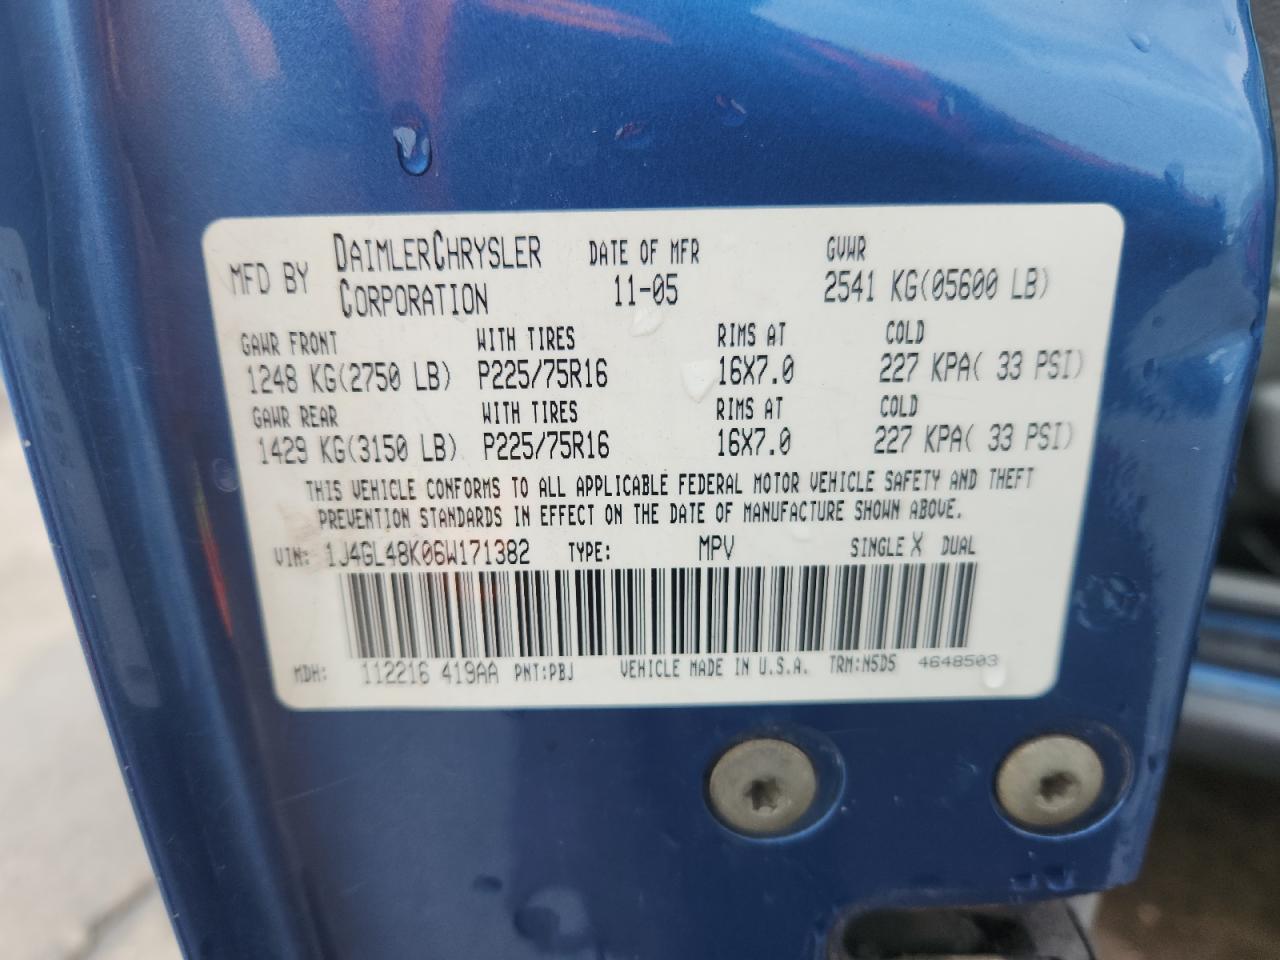 MFD BY DAIMLERCHRYSLER CORPORATION DATE OF MFR 11-05 GVWR 2541 KG(05600 LB)
GAWR FRONT WITH TIRES RIMS AT COLD
1248 KG(2750 LB) P225/75R16 16X7.0 227 KPA( 33 PSI)
GAWR REAR WITH TIRES RIMS AT COLD
1429 KG(3150 LB) P225/75R16 16X7.0 227 KPA( 33 PSI)
THIS VEHICLE CONFORMS TO ALL APPLICABLE FEDERAL MOTOR VEHICLE SAFETY AND THEFT
PREVENTION STANDARDS IN EFFECT ON THE DATE OF MANUFACTURE SHOWN ABOVE.
VIN: 1J4GL48K06W171382 TYPE: MPV SINGLE X DUAL
MDH: 112216 419AA PNT:PBJ VEHICLE MADE IN U.S.A. TRM:N5D5 4648503